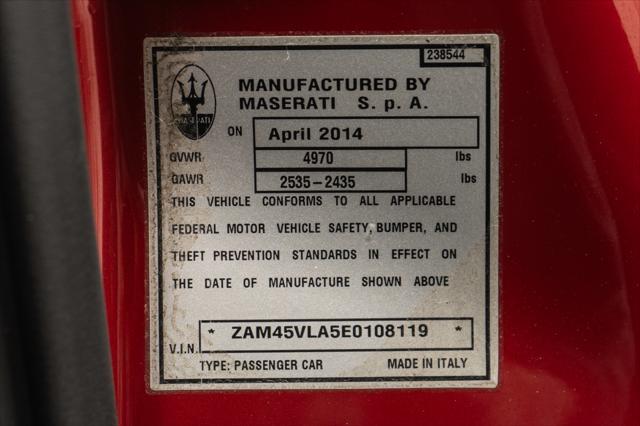 238544
MANUFACTURED BY
MASERATI S. p. A.
MASERATI
ON April 2014
GVWR 4970 lbs
GAWR 2535-2435 lbs
THIS VEHICLE CONFORMS TO ALL APPLICABLE
FEDERAL MOTOR VEHICLE SAFETY, BUMPER, AND
THEFT PREVENTION STANDARDS IN EFFECT ON
THE DATE OF MANUFACTURE SHOWN ABOVE
V.I.N. * ZAM45VLA5E0108119 *
TYPE: PASSENGER CAR MADE IN ITALY